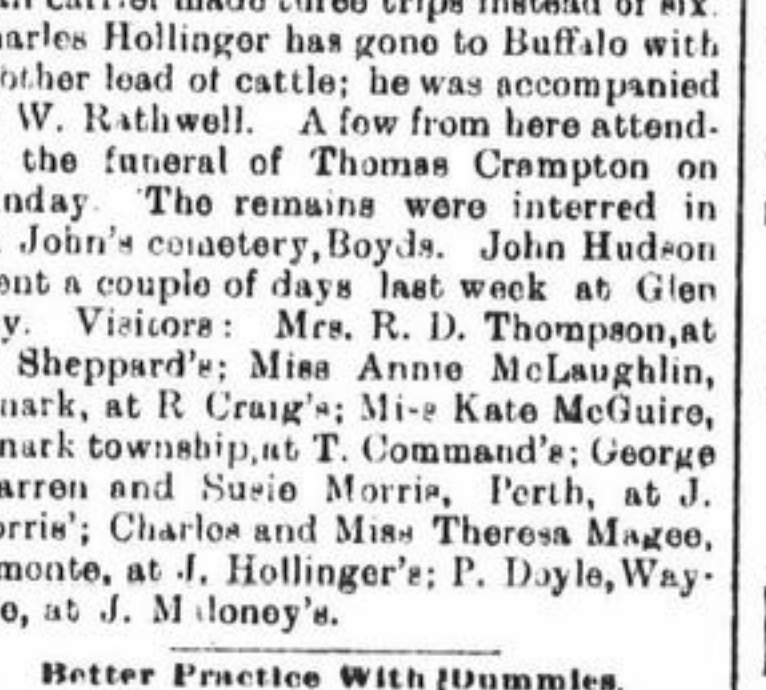 carrier made three trips instead of six.
arles Hollinger has gone to Buffalo with
other load of cattle; he was accompanied
W. Rathwell. A few from here attend-
the funeral of Thomas Crampton on
nday. The remains were interred in
John's cemetery, Boyds. John Hudson
ent a couple of days last week at Glen
y. Visitors: Mrs. R. D. Thompson, at
Sheppard's; Miss Annie McLaughlin,
nark, at R Craig's; Miss Kate McGuire,
nark township, at T. Command's; George
arren and Susie Morris, Perth, at J.
orris'; Charles and Miss Theresa Magee,
monte, at J. Hollinger's; P. Doyle, Way-
o, at J. Maloney's.
Better Practice With Dummies.